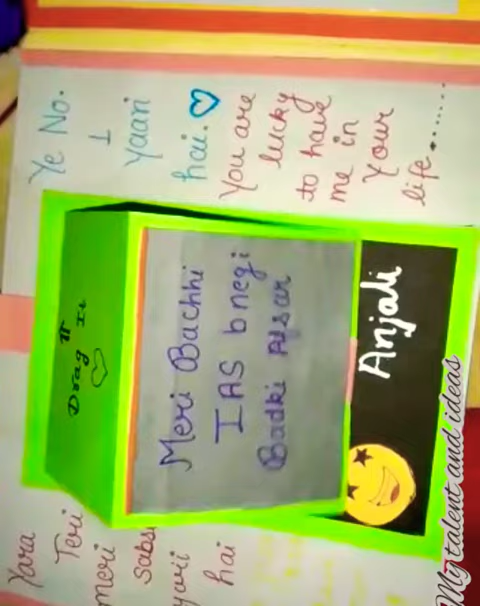 Ye No.
1
Yaari
hai.
You are
lucky
to have
me in
Your
life.......
Drag
It
Meri Bachhi
IAS bnegi
Badki Afsar
Anjali
Yara
Teri
meri
sabse
yarii
hai
My talent and ideas